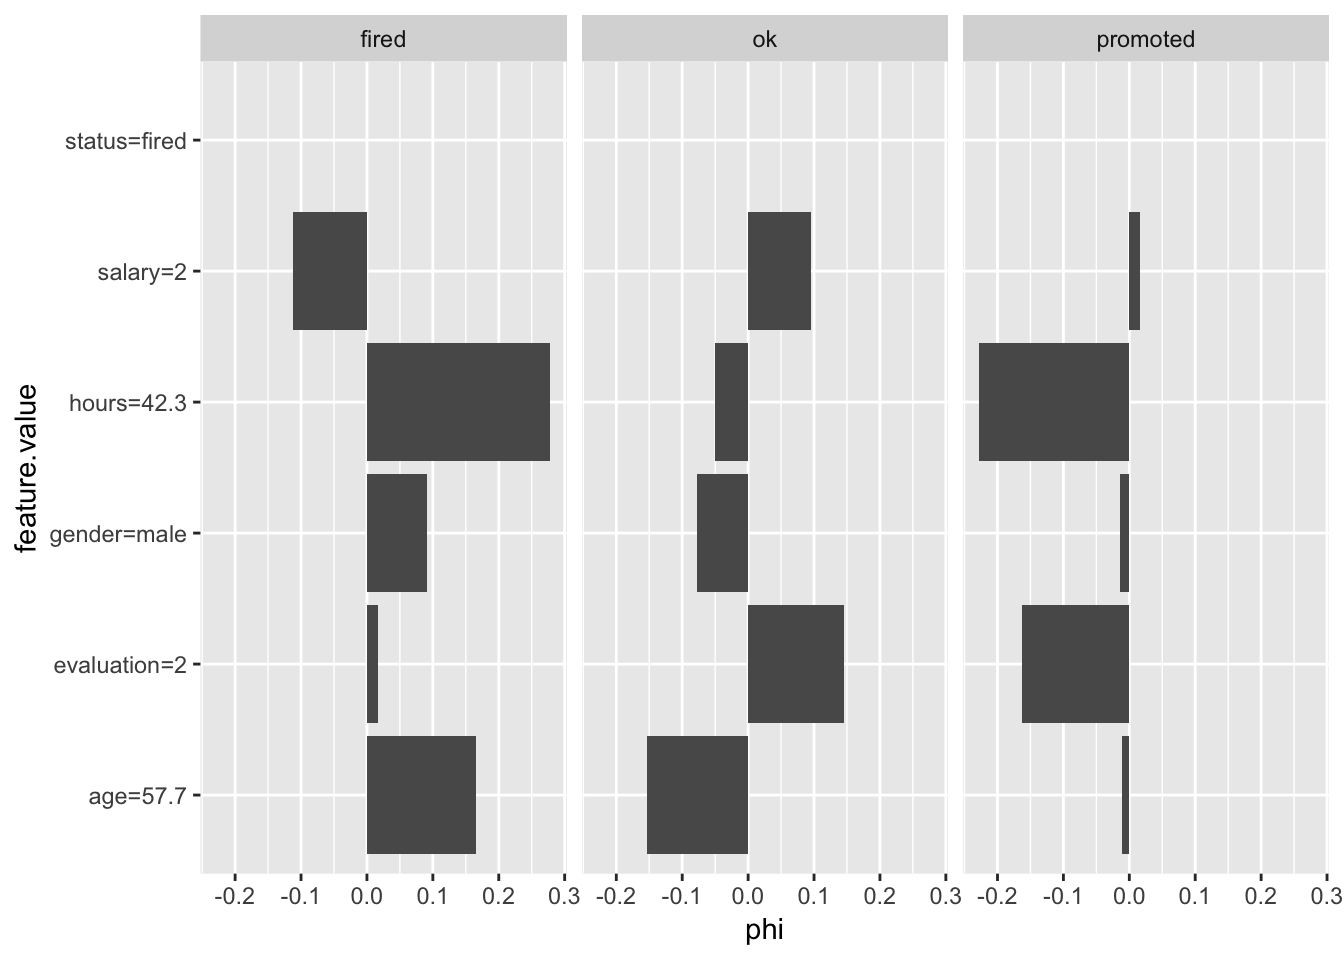 fired ok promoted
status=fired
salary=2
hours=42.3
gender=male
evaluation=2
age=57.7
feature.value
-0.2 -0.1 0.0 0.1 0.2 0.3 -0.2 -0.1 0.0 0.1 0.2 0.3 -0.2 -0.1 0.0 0.1 0.2 0.3
phi